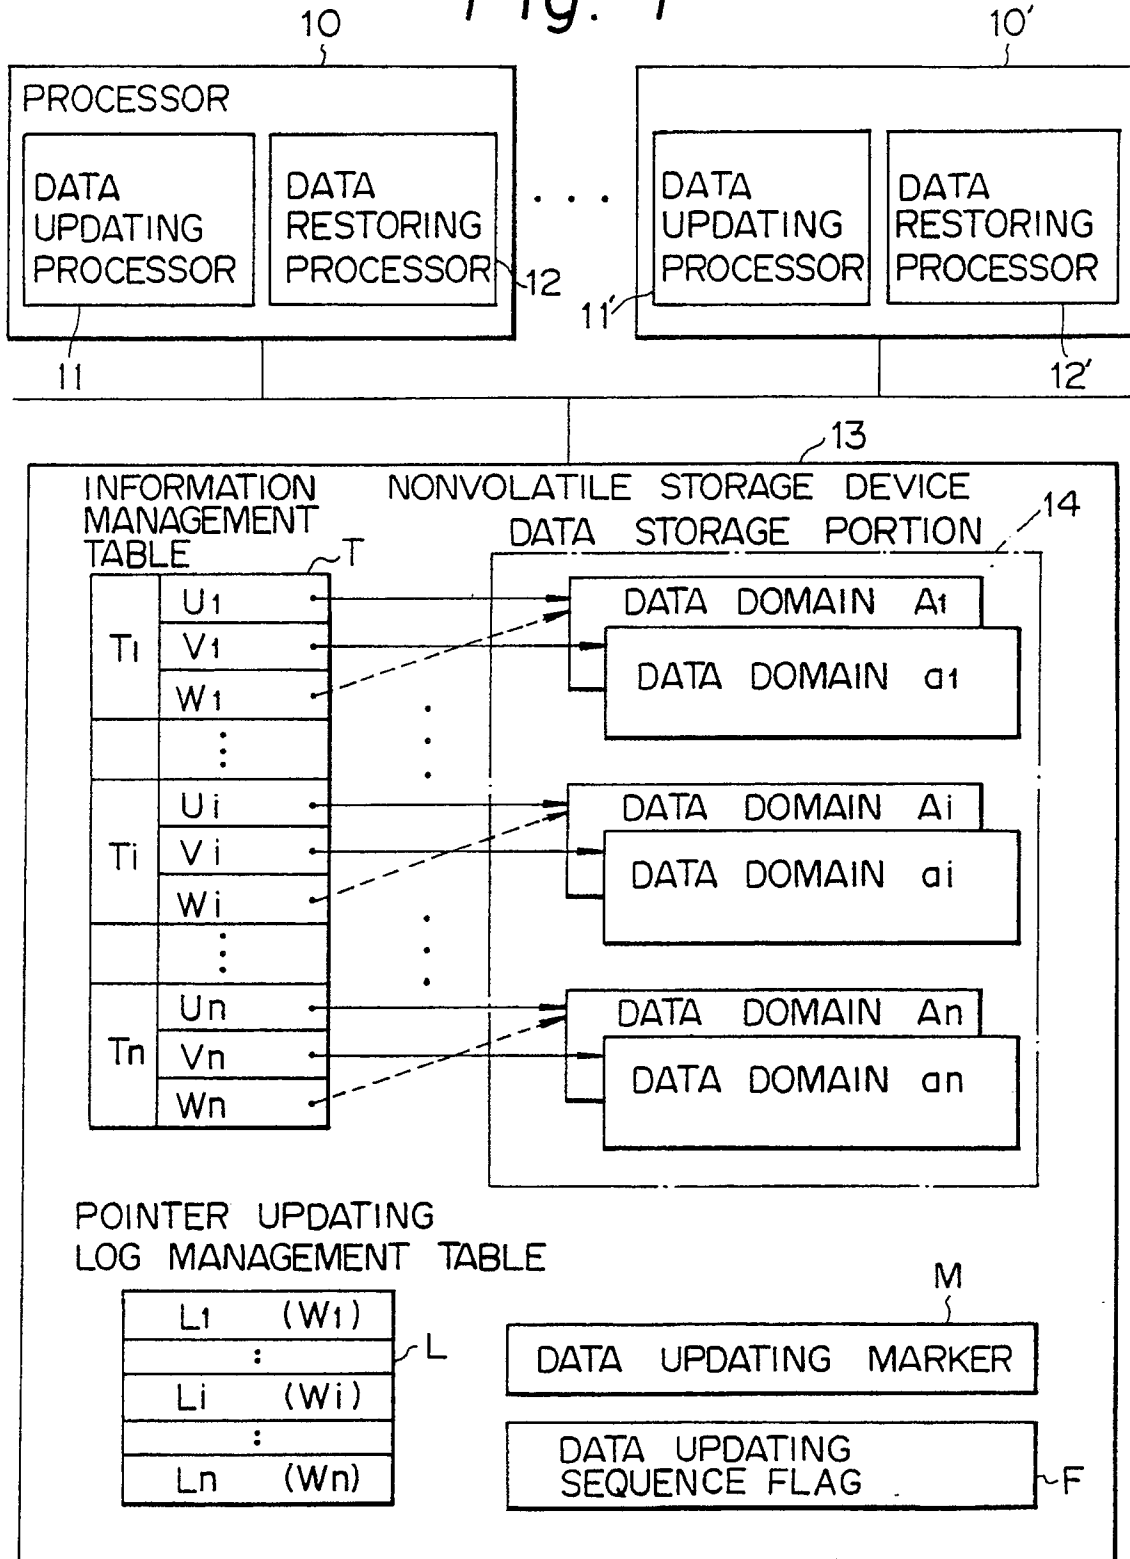 Fig. 1
10
10'
PROCESSOR
DATA
UPDATING
PROCESSOR
DATA
RESTORING
PROCESSOR
. . .
DATA
UPDATING
PROCESSOR
DATA
RESTORING
PROCESSOR
11
12
11'
12'
13
INFORMATION
MANAGEMENT
TABLE
T
NONVOLATILE STORAGE DEVICE
DATA STORAGE PORTION
14
T1
U1
V1
W1
Ti
Ui
Vi
Wi
Tn
Un
Vn
Wn
DATA DOMAIN A1
DATA DOMAIN a1
DATA DOMAIN Ai
DATA DOMAIN ai
DATA DOMAIN An
DATA DOMAIN an
POINTER UPDATING
LOG MANAGEMENT TABLE
L1 (W1)
:
Li (Wi)
:
Ln (Wn)
L
M
DATA UPDATING MARKER
DATA UPDATING
SEQUENCE FLAG
F